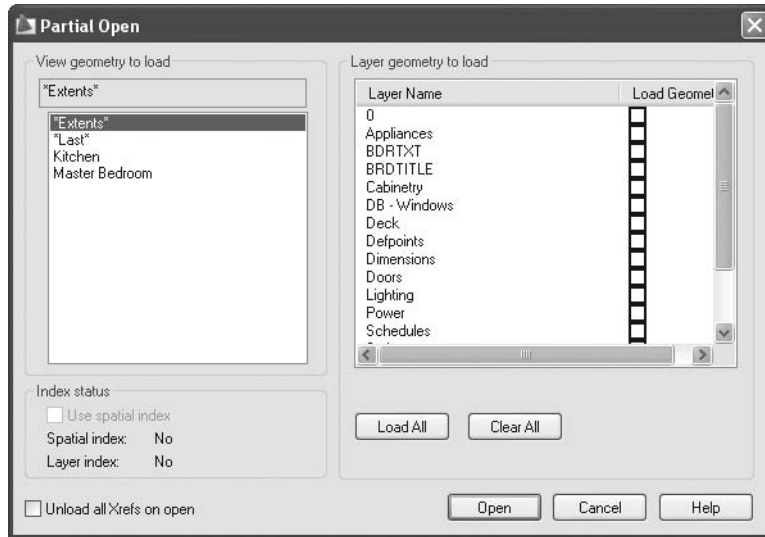 Partial Open
View geometry to load
*Extents*
*Extents*
*Last*
Kitchen
Master Bedroom
Index status
Use spatial index
Spatial index: No
Layer index: No
Unload all Xrefs on open
Layer geometry to load
Layer Name Load Geomet
0
Appliances
BDRTXT
BRDTITLE
Cabinetry
DB - Windows
Deck
Defpoints
Dimensions
Doors
Lighting
Power
Schedules
Load All Clear All
Open Cancel Help